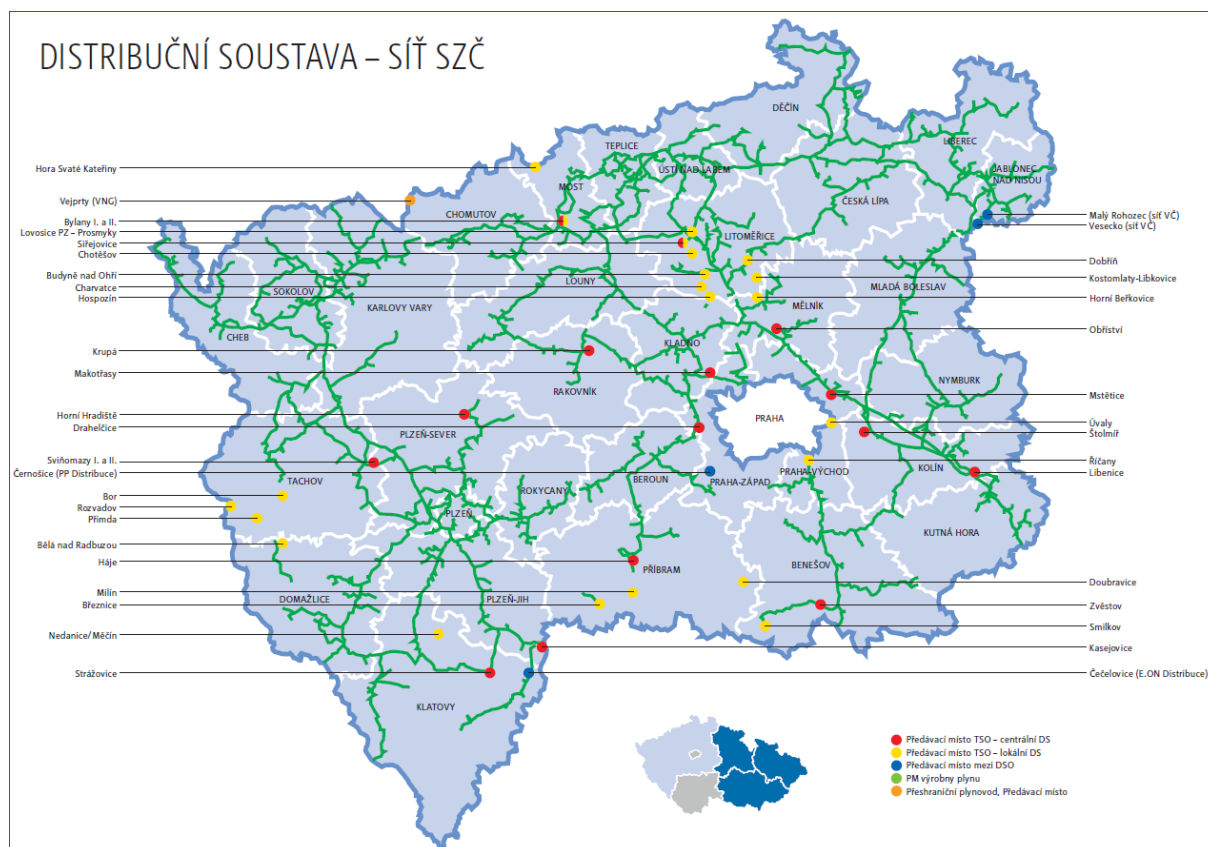 DISTRIBUČNÍ SOUSTAVA – SÍŤ SZČ
Hora Svaté Kateřiny
Vejprty (VNG)
Bylany I. a II.
Lovosice PZ – Prosmyky
Siřejovice
Chotěšov
Budyně nad Ohří
Charvatce
Hospozín
Krupá
Makotřasy
Horní Hradiště
Drahelčice
Sviňomazy I. a II.
Černošice (PP Distribuce)
Bor
Rozvadov
Přimda
Bělá nad Radbuzou
Háje
Milín
Březnice
Nedanice/ Měčín
Strážovice
DĚČÍN
TEPLICE
ÚSTÍ NAD LABEM
LIBEREC
JABLONEC
NAD NISOU
MOST
CHOMUTOV
ČESKÁ LÍPA
LITOMĚŘICE
LOUNY
SOKOLOV
KARLOVY VARY
MLADÁ BOLESLAV
MĚLNÍK
CHEB
KLADNO
RAKOVNÍK
NYMBURK
PRAHA
PLZEŇ-SEVER
KOLÍN
PRAHA-VÝCHOD
PRAHA-ZÁPAD
BEROUN
TACHOV
ROKYCANY
PLZEŇ
KUTNÁ HORA
BENEŠOV
PŘÍBRAM
DOMAŽLICE
PLZEŇ-JIH
KLATOVY
Malý Rohozec (síť VČ)
Vesecko (síť VČ)
Dobříň
Kostomlaty-Libkovice
Horní Beřkovice
Obříství
Mstětice
Úvaly
Štolmíř
Říčany
Libenice
Doubravice
Zvěstov
Smilkov
Kasejovice
Čečelovice (E.ON Distribuce)
Předávací místo TSO – centrální DS
Předávací místo TSO – lokální DS
Předávací místo mezi DSO
PM výrobny plynu
Přeshraniční plynovod, Předávací místo